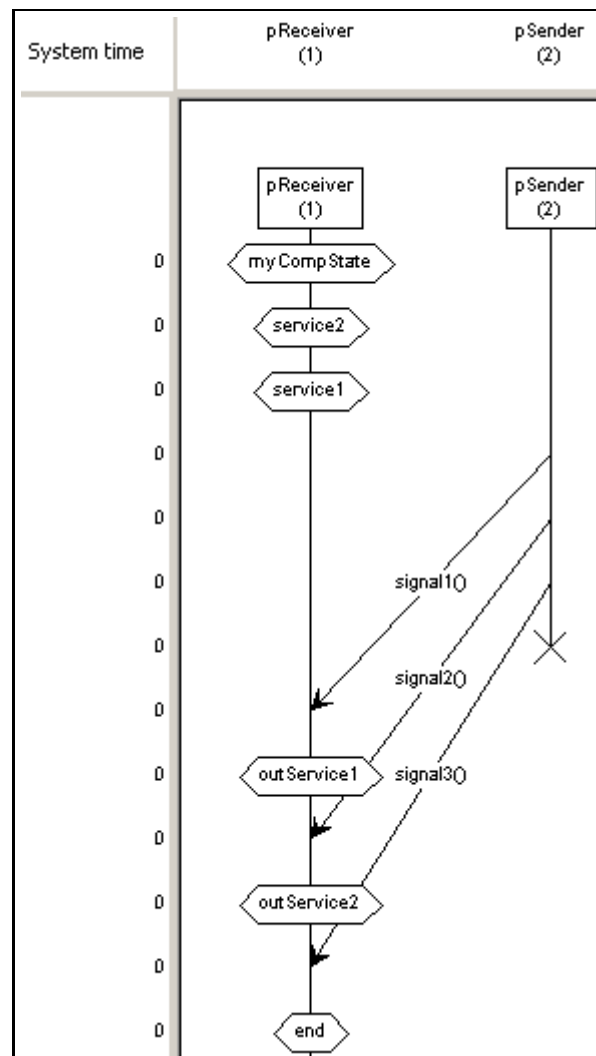 System time
pReceiver
(1)
pSender
(2)
pReceiver
(1)
pSender
(2)
0
myCompState
0
service2
0
service1
0
0
0
signal1()
0
signal2()
0
0
outService1
signal3()
0
0
outService2
0
0
end